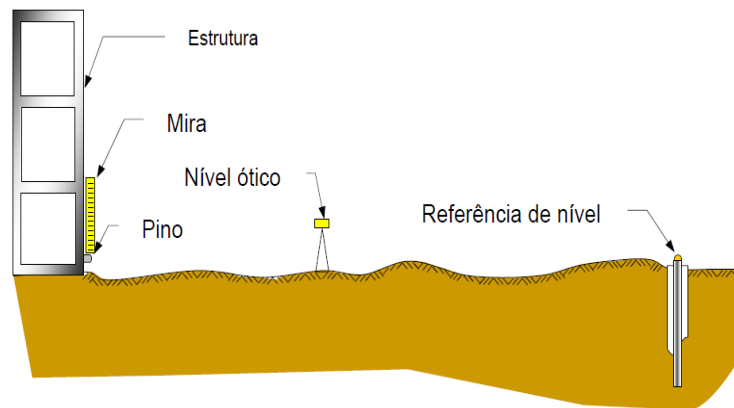 Estrutura
Mira
Nível ótico
Referência de nível
Pino